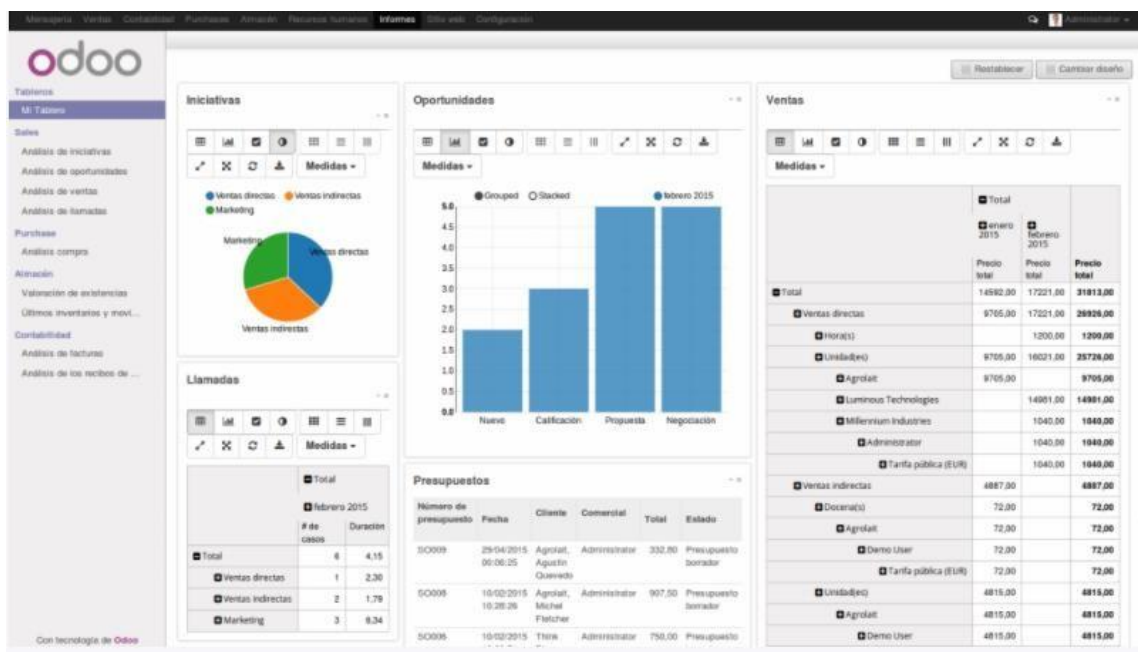 Mensajería Ventas Contabilidad Purchases Almacén Recursos humanos Informes Sitio web Configuración Administrator
odoo
Restablecer Cambiar diseño
Tableros
Mi Tablero
Sales
Análisis de iniciativas
Análisis de oportunidades
Análisis de ventas
Análisis de llamadas
Purchase
Análisis compra
Almacén
Valoración de existencias
Últimos inventarios y movi...
Contabilidad
Análisis de facturas
Análisis de los recibos de ...
Con tecnología de Odoo
Iniciativas
Medidas
Ventas directas Ventas indirectas
Marketing
Marketing
Ventas directas
Ventas indirectas
Llamadas
Medidas
Total
febrero 2015
# de casos Duración
Total 6 4,15
Ventas directas 1 2,30
Ventas indirectas 2 1,79
Marketing 3 6,34
Oportunidades
Medidas
Grouped Stacked febrero 2015
5.0
4.5
4.0
3.5
3.0
2.5
2.0
1.5
1.0
0.5
0.0
Nuevo Calificación Propuesta Negociación
Presupuestos
Número de presupuesto Fecha Cliente Comercial Total Estado
SO009 29/04/2015 Agrolait, Administrator 332,80 Presupuesto
00:06:25 Agustín borrador
Quevedo
SO008 10/02/2015 Agrolait, Administrator 907,50 Presupuesto
10:28:26 Michel borrador
Fletcher
SO006 10/02/2015 Think Administrator 750,00 Presupuesto
Ventas
Medidas
Total
enero 2015 febrero 2015
Precio total Precio total Precio total
Total 14592,00 17221,00 31813,00
Ventas directas 9705,00 17221,00 26926,00
Hora(s) 1200,00 1200,00
Unidad(es) 9705,00 16021,00 25726,00
Agrolait 9705,00 9705,00
Luminous Technologies 14981,00 14981,00
Millennium Industries 1040,00 1040,00
Administrator 1040,00 1040,00
Tarifa pública (EUR) 1040,00 1040,00
Ventas indirectas 4887,00 4887,00
Docena(s) 72,00 72,00
Agrolait 72,00 72,00
Demo User 72,00 72,00
Tarifa pública (EUR) 72,00 72,00
Unidad(es) 4815,00 4815,00
Agrolait 4815,00 4815,00
Demo User 4815,00 4815,00